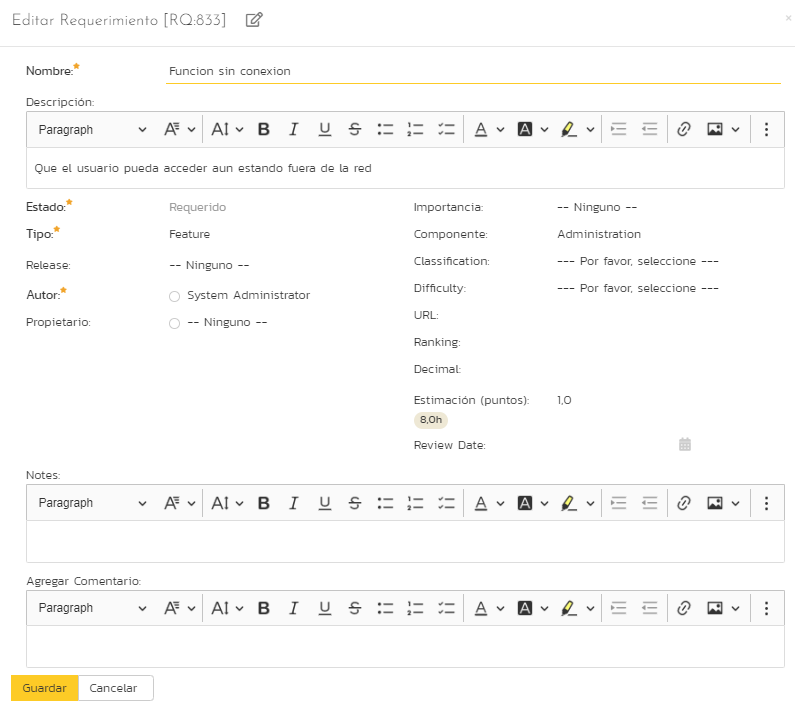 Editar Requerimiento [RQ:833]
×
Nombre:* Funcion sin conexion
Descripción:
Paragraph
Que el usuario pueda acceder aun estando fuera de la red
Estado:* Requerido
Importancia: -- Ninguno --
Tipo:* Feature
Componente: Administration
Classification: --- Por favor, seleccione ---
Release: -- Ninguno --
Difficulty: --- Por favor, seleccione ---
Autor:* System Administrator
URL:
Propietario: -- Ninguno --
Ranking:
Decimal:
Estimación (puntos): 1,0
8,0h
Review Date:
Notes:
Paragraph
Agregar Comentario:
Paragraph
Guardar Cancelar